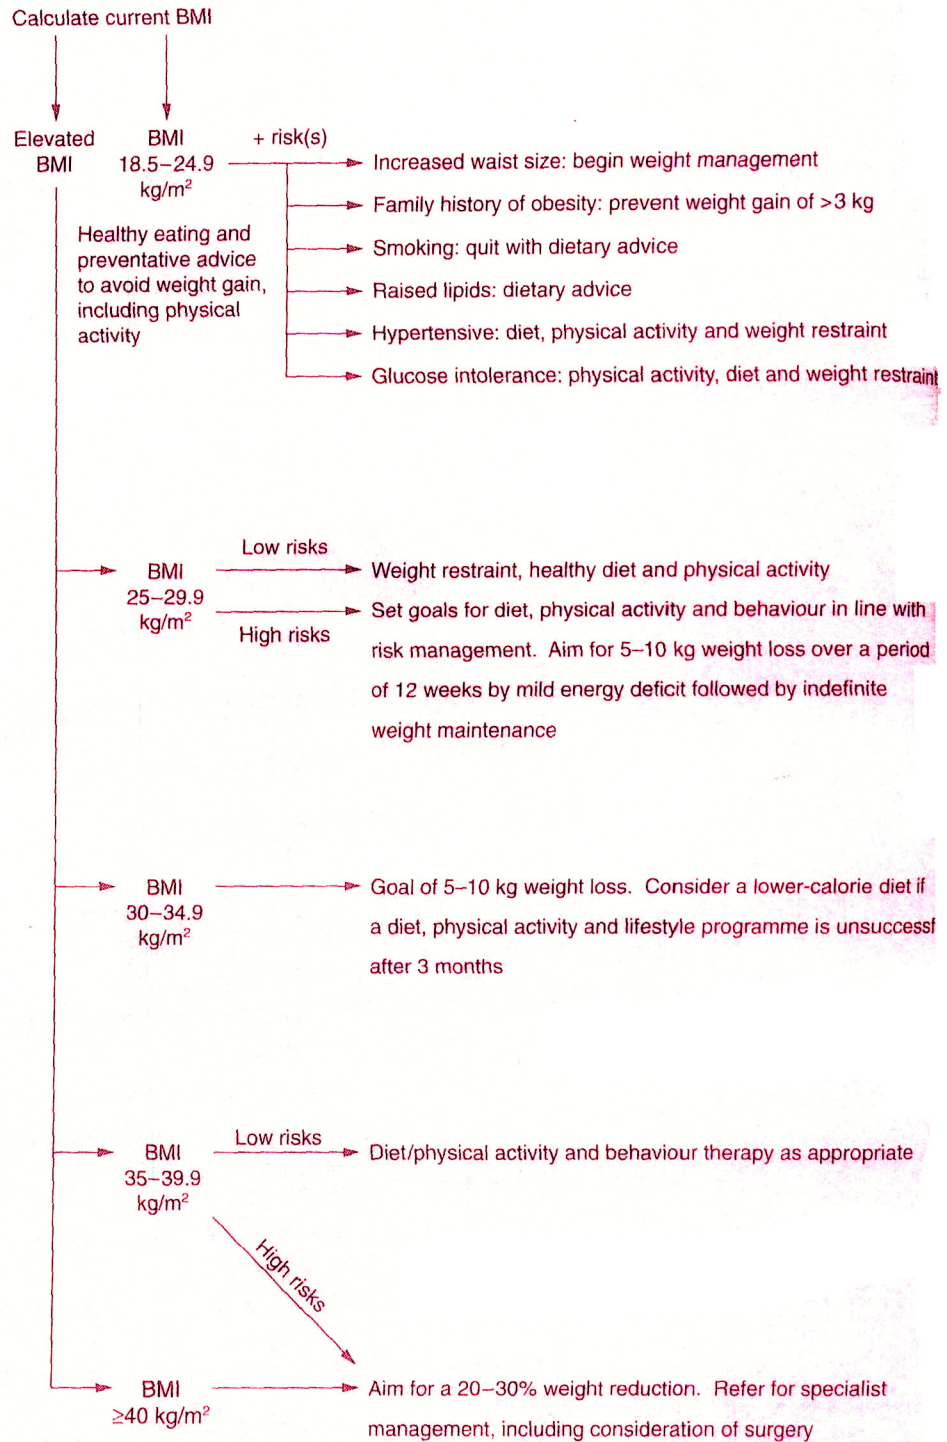 Calculate current BMI
Elevated BMI
BMI 18.5–24.9 kg/m²
+ risk(s)
Increased waist size: begin weight management
Family history of obesity: prevent weight gain of >3 kg
Healthy eating and
preventative advice
to avoid weight gain,
including physical
activity
Smoking: quit with dietary advice
Raised lipids: dietary advice
Hypertensive: diet, physical activity and weight restraint
Glucose intolerance: physical activity, diet and weight restraint
BMI
25–29.9
kg/m²
Low risks
Weight restraint, healthy diet and physical activity
High risks
Set goals for diet, physical activity and behaviour in line with
risk management. Aim for 5–10 kg weight loss over a period
of 12 weeks by mild energy deficit followed by indefinite
weight maintenance
BMI
30–34.9
kg/m²
Goal of 5–10 kg weight loss. Consider a lower-calorie diet if
a diet, physical activity and lifestyle programme is unsuccessf
after 3 months
BMI
35–39.9
kg/m²
Low risks
Diet/physical activity and behaviour therapy as appropriate
High risks
BMI
≥40 kg/m²
Aim for a 20–30% weight reduction. Refer for specialist
management, including consideration of surgery